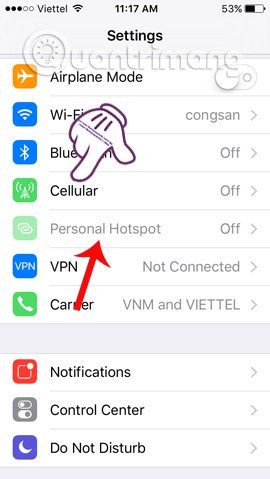 Viettel 11:17 AM 53%
Settings
Quantrimang
Airplane Mode
Wi-Fi congsan
Bluetooth Off
Cellular Off
Personal Hotspot Off
VPN VPN Not Connected
Carrier VNM and VIETTEL
Notifications
Control Center
Do Not Disturb